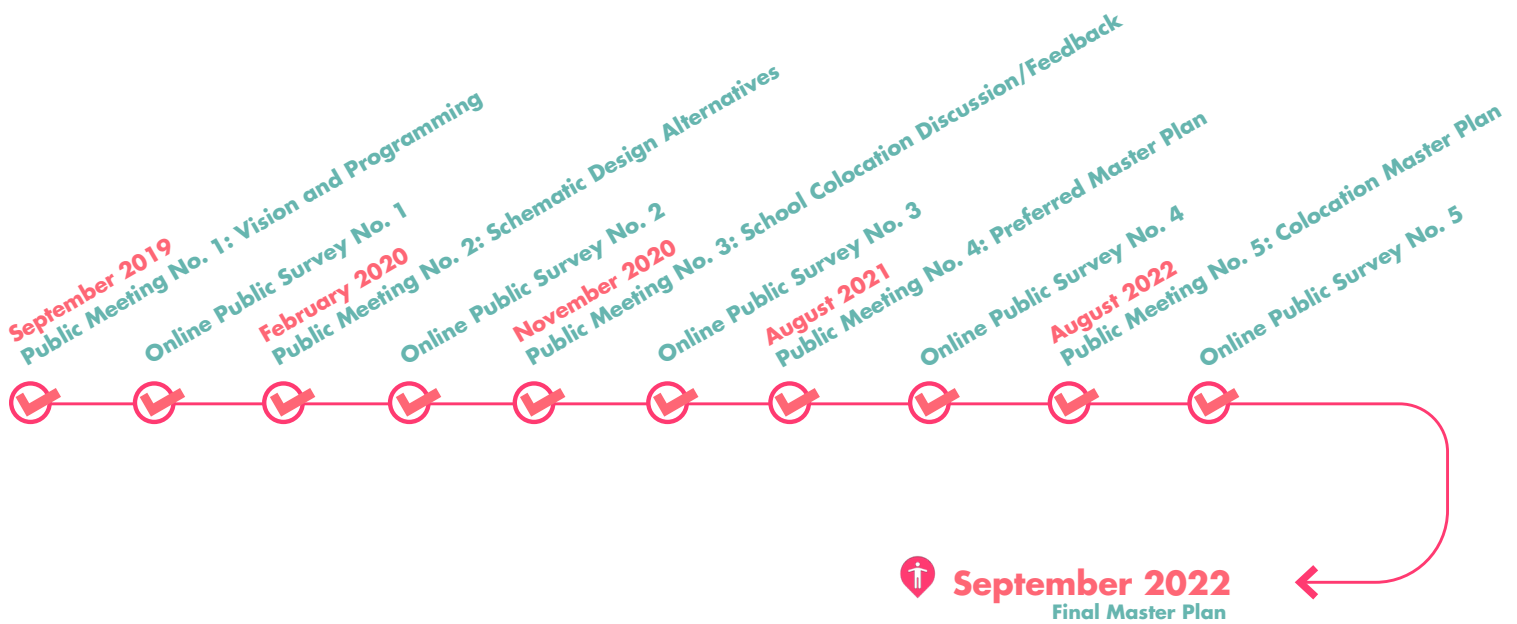 September 2019
Public Meeting No. 1: Vision and Programming
Online Public Survey No. 1
February 2020
Public Meeting No. 2: Schematic Design Alternatives
Online Public Survey No. 2
November 2020
Public Meeting No. 3: School Colocation Discussion/Feedback
Online Public Survey No. 3
August 2021
Public Meeting No. 4: Preferred Master Plan
Online Public Survey No. 4
August 2022
Public Meeting No. 5: Colocation Master Plan
Online Public Survey No. 5
September 2022
Final Master Plan